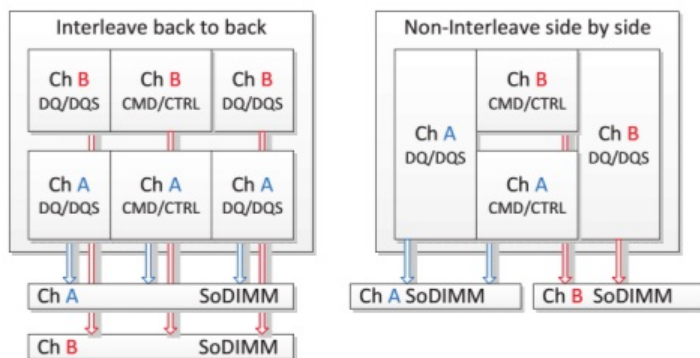 Interleave back to back
Ch B
DQ/DQS
Ch B
CMD/CTRL
Ch B
DQ/DQS
Ch A
DQ/DQS
Ch A
CMD/CTRL
Ch A
DQ/DQS
Ch A SoDIMM
Ch B SoDIMM
Non-Interleave side by side
Ch A
DQ/DQS
Ch B
CMD/CTRL
Ch A
CMD/CTRL
Ch B
DQ/DQS
Ch A SoDIMM
Ch B SoDIMM